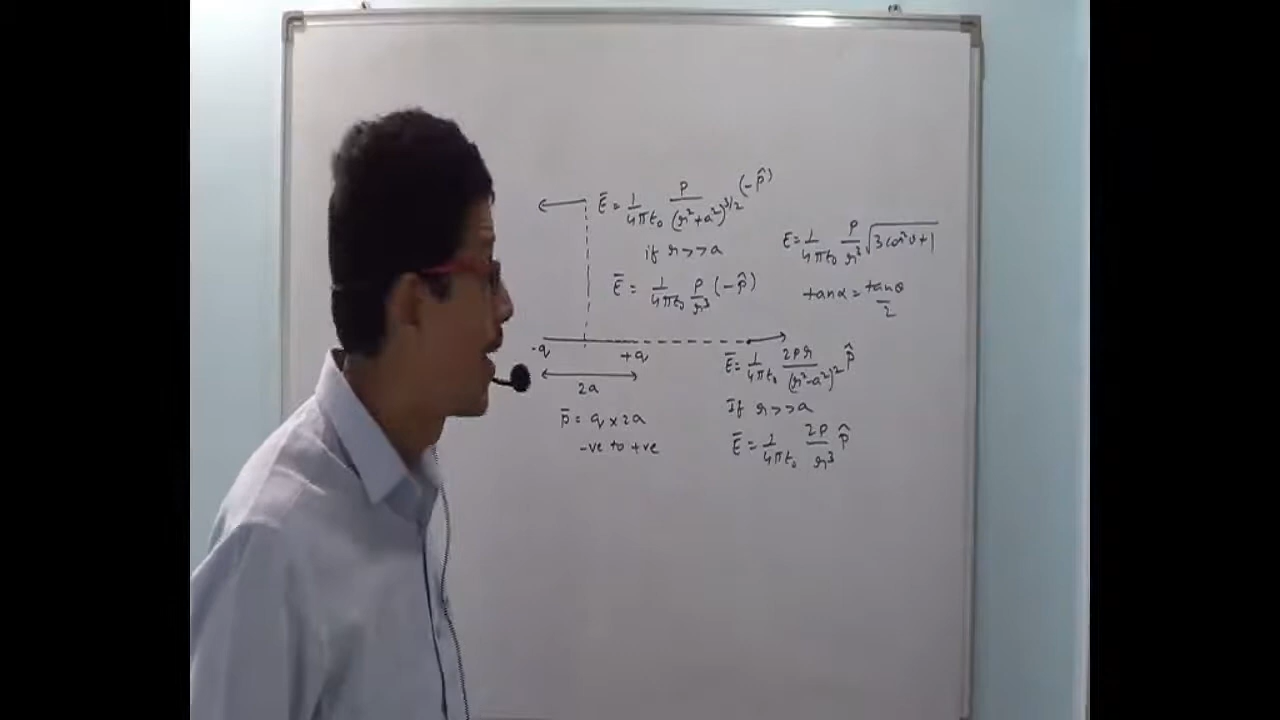 Ē = 1/4πε₀ p/(r²+a²)^3/2 (-p̂)
if r>>a
Ē = 1/4πε₀ p/r³ (-p̂)
E = 1/4πε₀ p/r³ √3cos²θ+1
tanα = tanθ/2
-q +q
2a
p̄ = q × 2a
-ve to +ve
Ē = 1/4πε₀ 2pr/(r²-a²)² p̂
If r>>a
Ē = 1/4πε₀ 2p/r³ p̂